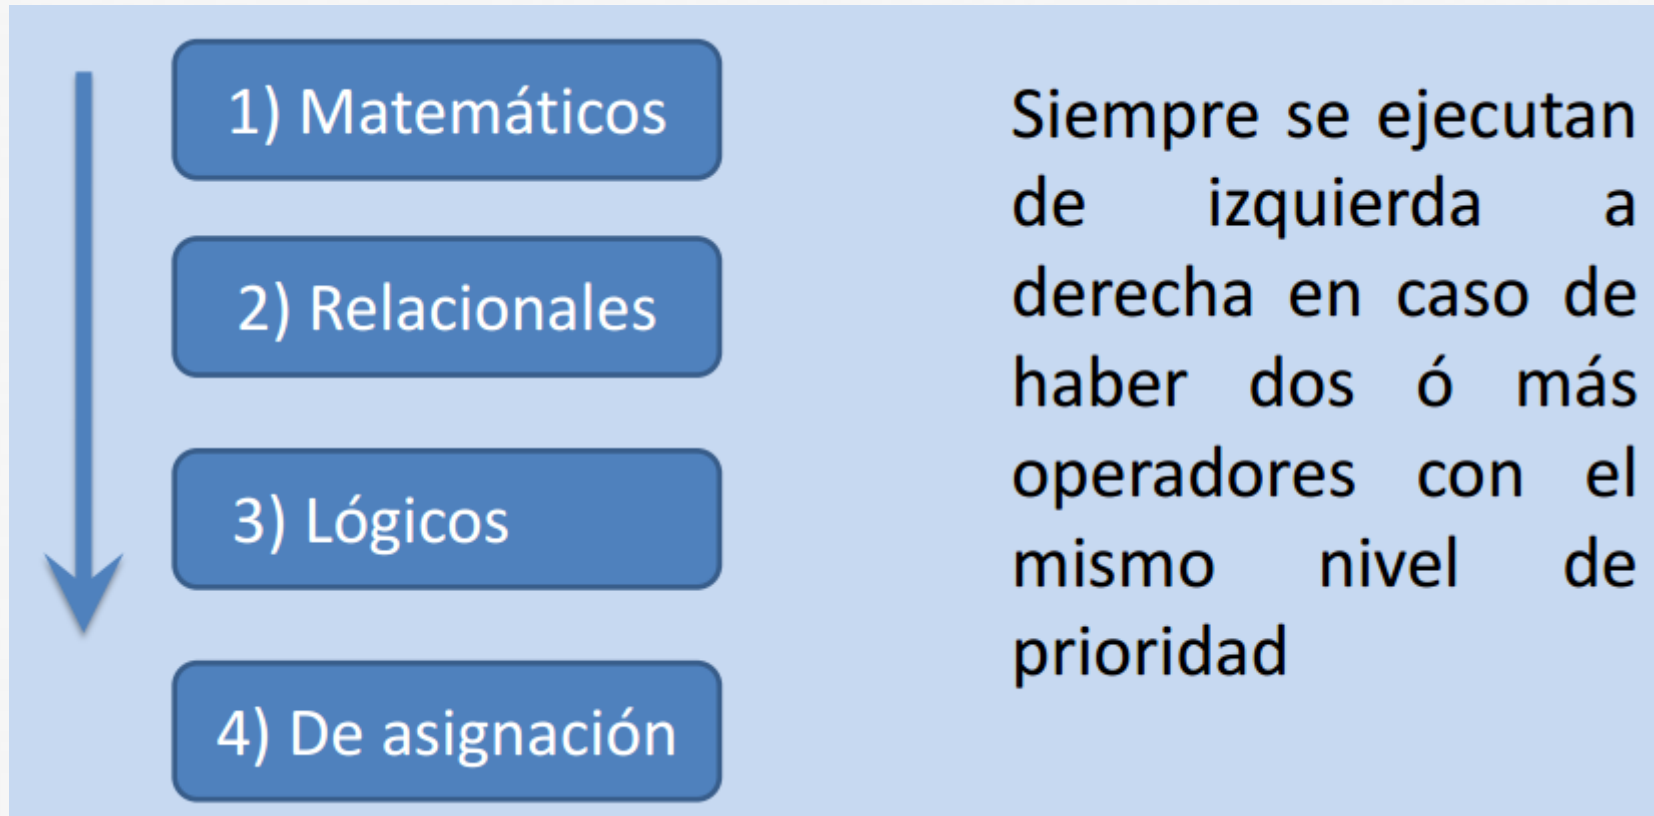 1) Matemáticos
2) Relacionales
3) Lógicos
4) De asignación
Siempre se ejecutan
de izquierda a
derecha en caso de
haber dos ó más
operadores con el
mismo nivel de
prioridad